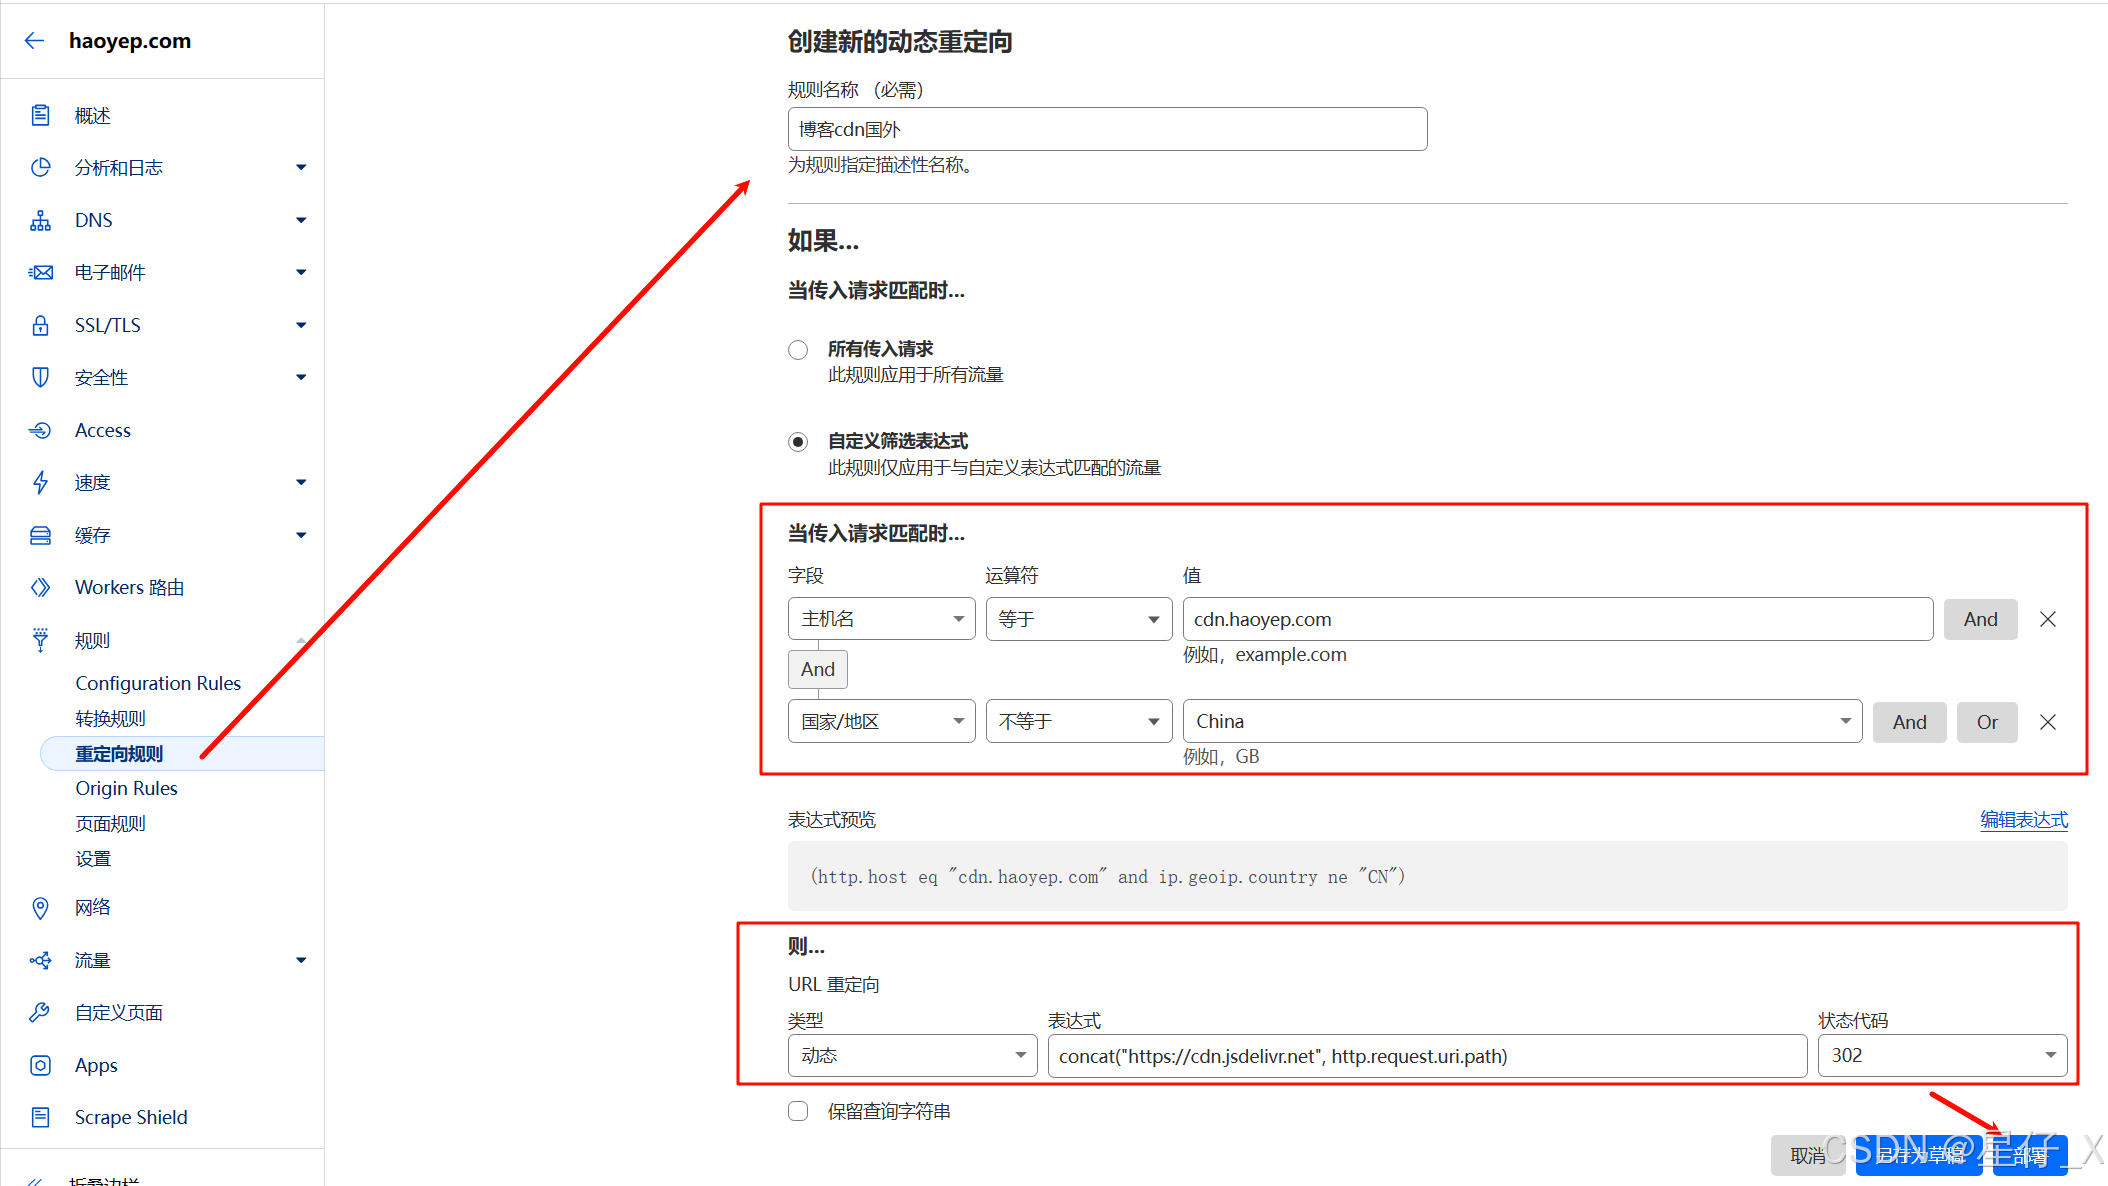 haoyep.com
概述
分析和日志
DNS
电子邮件
SSL/TLS
安全性
Access
速度
缓存
Workers 路由
规则
Configuration Rules
转换规则
重定向规则
Origin Rules
页面规则
设置
网络
流量
自定义页面
Apps
Scrape Shield
折叠边栏
创建新的动态重定向
规则名称 （必需）
博客cdn国外
为规则指定描述性名称。
如果...
当传入请求匹配时...
所有传入请求
此规则应用于所有流量
自定义筛选表达式
此规则仅应用于与自定义表达式匹配的流量
当传入请求匹配时...
字段 运算符 值
主机名 等于 cdn.haoyep.com And
例如，example.com
And
国家/地区 不等于 China And Or
例如，GB
表达式预览 编辑表达式
(http.host eq "cdn.haoyep.com" and ip.geoip.country ne "CN")
则...
URL 重定向
类型 表达式 状态代码
动态 concat("https://cdn.jsdelivr.net", http.request.uri.path) 302
保留查询字符串
取消 另存为草稿 部署
CSDN @星仔_X